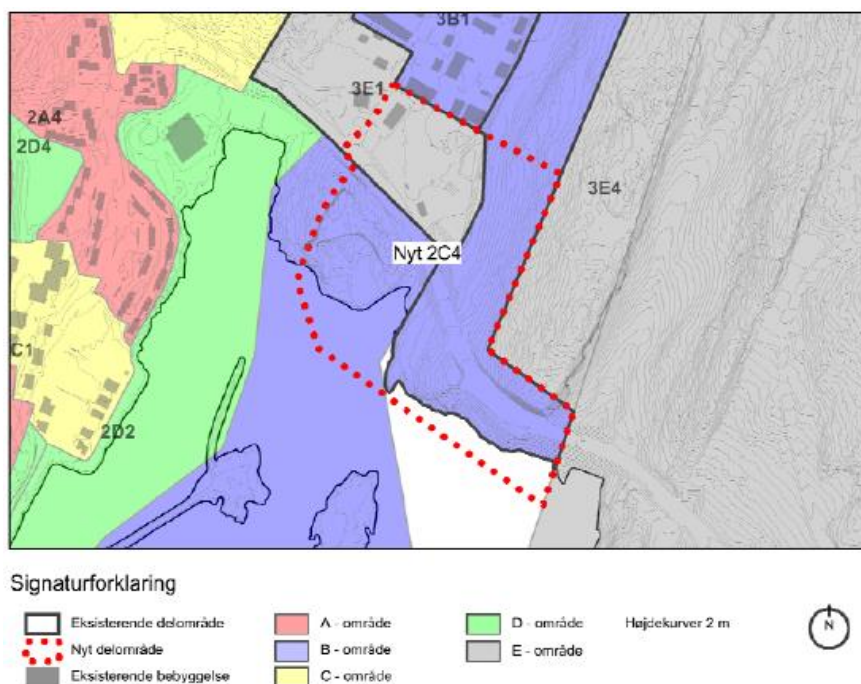 3B1
3E1
2A4
2D4
3E4
Nyt 2C4
C1
2D2
Signaturforklaring
Eksisterende delområde
A - område
D - område
Højdekurver 2 m
N
Nyt delområde
B - område
E - område
Eksisterende bebyggelse
C - område